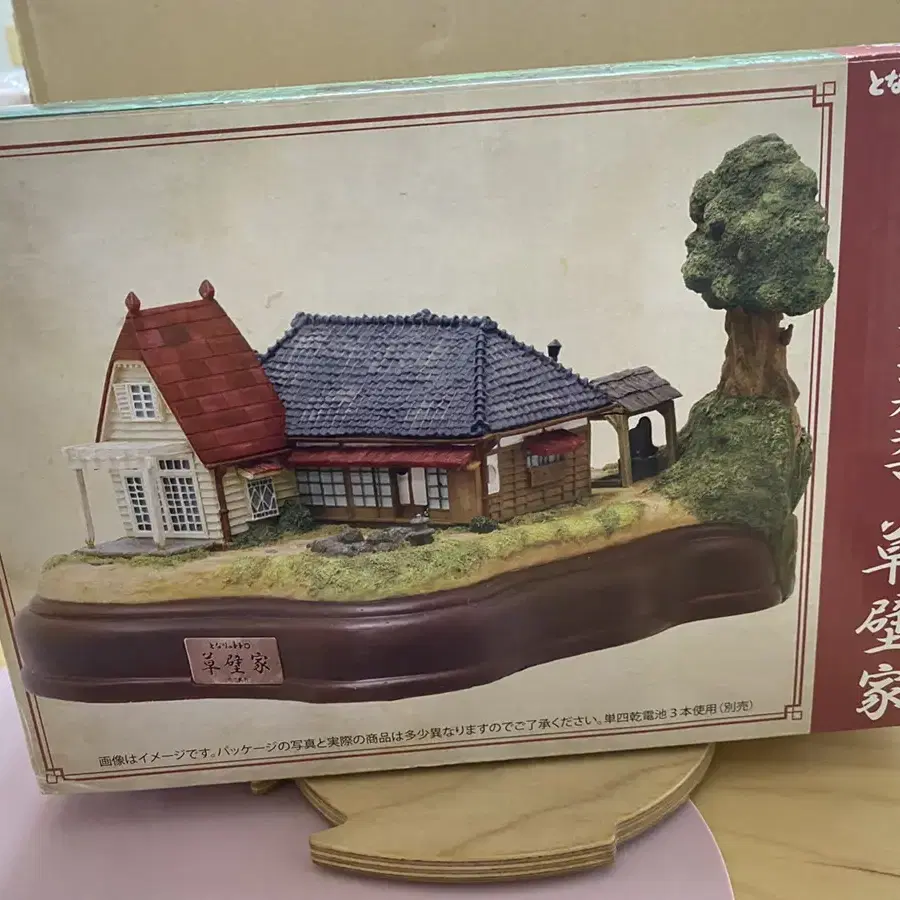 とな
草壁家
となりのトトロ
草壁家
画像はイメージです。パッケージの写真と実際の商品は多少異なりますのでご了承ください。単四乾電池3本使用(別売)